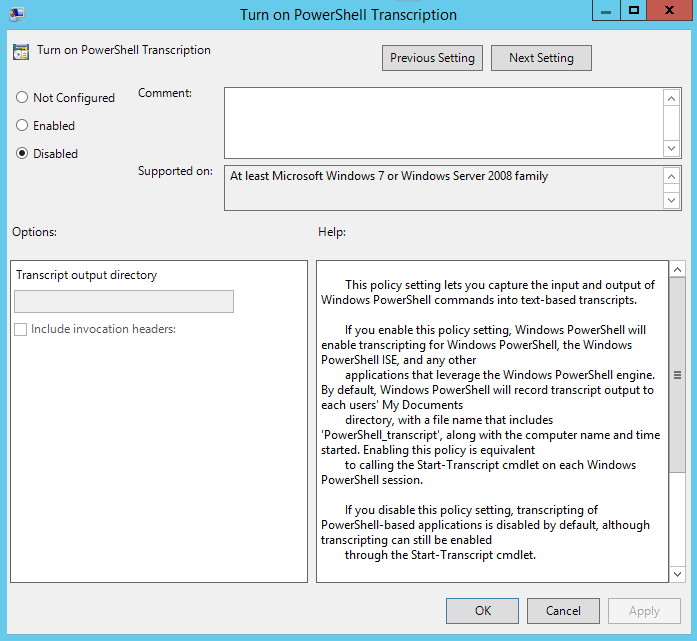 Turn on PowerShell Transcription
Turn on PowerShell Transcription
Previous Setting
Next Setting
Not Configured
Comment:
Enabled
Disabled
Supported on:
At least Microsoft Windows 7 or Windows Server 2008 family
Options:
Help:
Transcript output directory
Include invocation headers:
This policy setting lets you capture the input and output of
Windows PowerShell commands into text-based transcripts.
If you enable this policy setting, Windows PowerShell will
enable transcribing for Windows PowerShell, the Windows
PowerShell ISE, and any other
applications that leverage the Windows PowerShell engine.
By default, Windows PowerShell will record transcript output to
each users' My Documents
directory, with a file name that includes
'PowerShell_transcript', along with the computer name and time
started. Enabling this policy is equivalent
to calling the Start-Transcript cmdlet on each Windows
PowerShell session.
If you disable this policy setting, transcripting of
PowerShell-based applications is disabled by default, although
transcripting can still be enabled
through the Start-Transcript cmdlet.
OK
Cancel
Apply